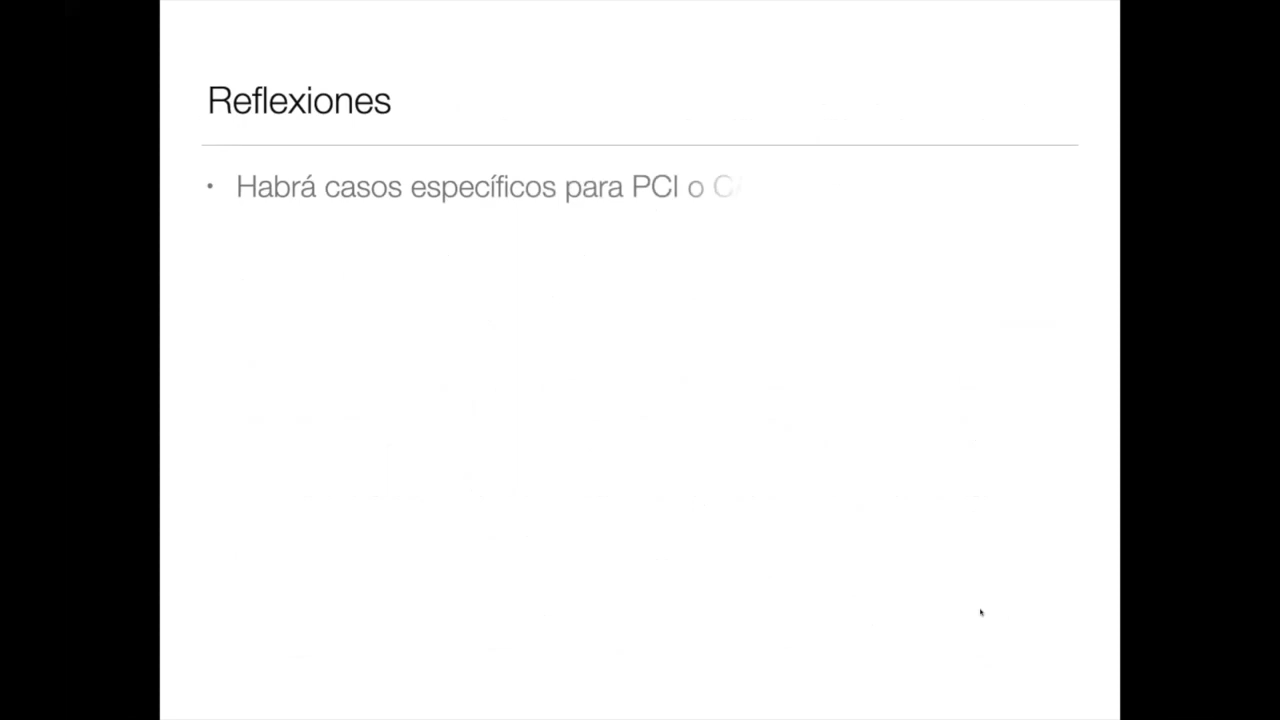 Reflexiones
• Habrá casos específicos para PCI o